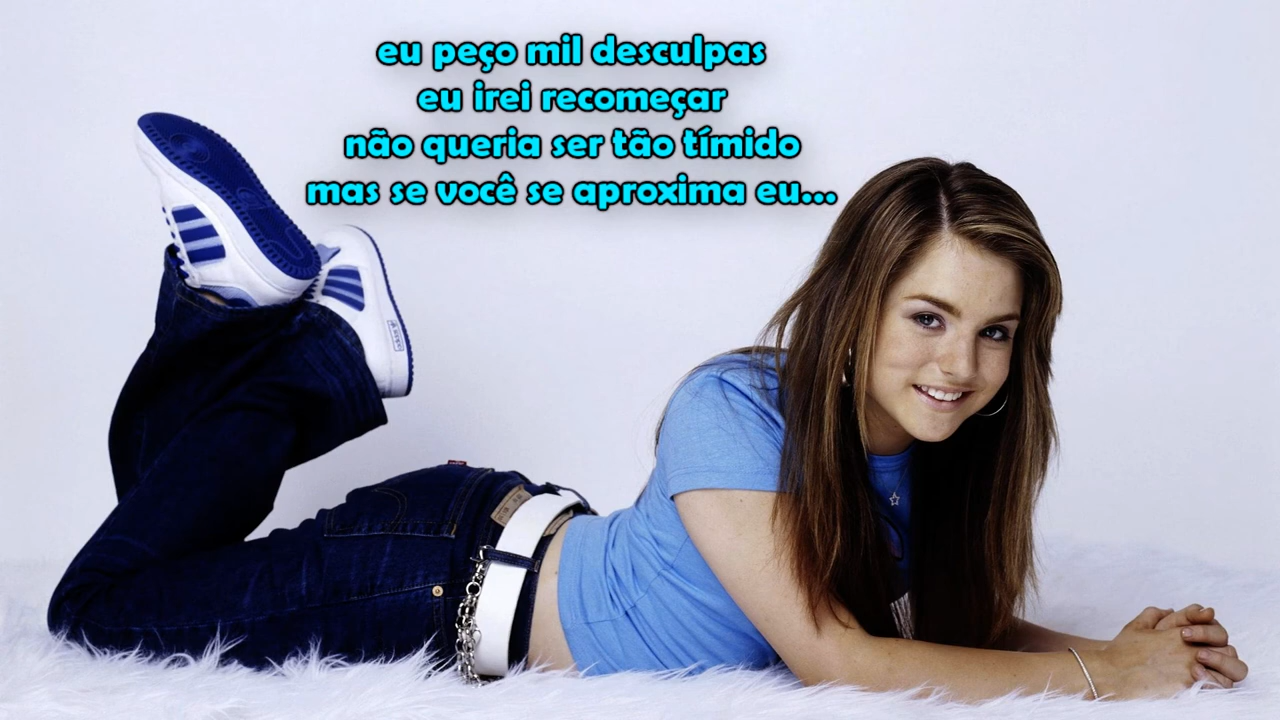 eu peço mil desculpas
eu irei recomeçar
não queria ser tão tímido
mas se você se aproxima eu...